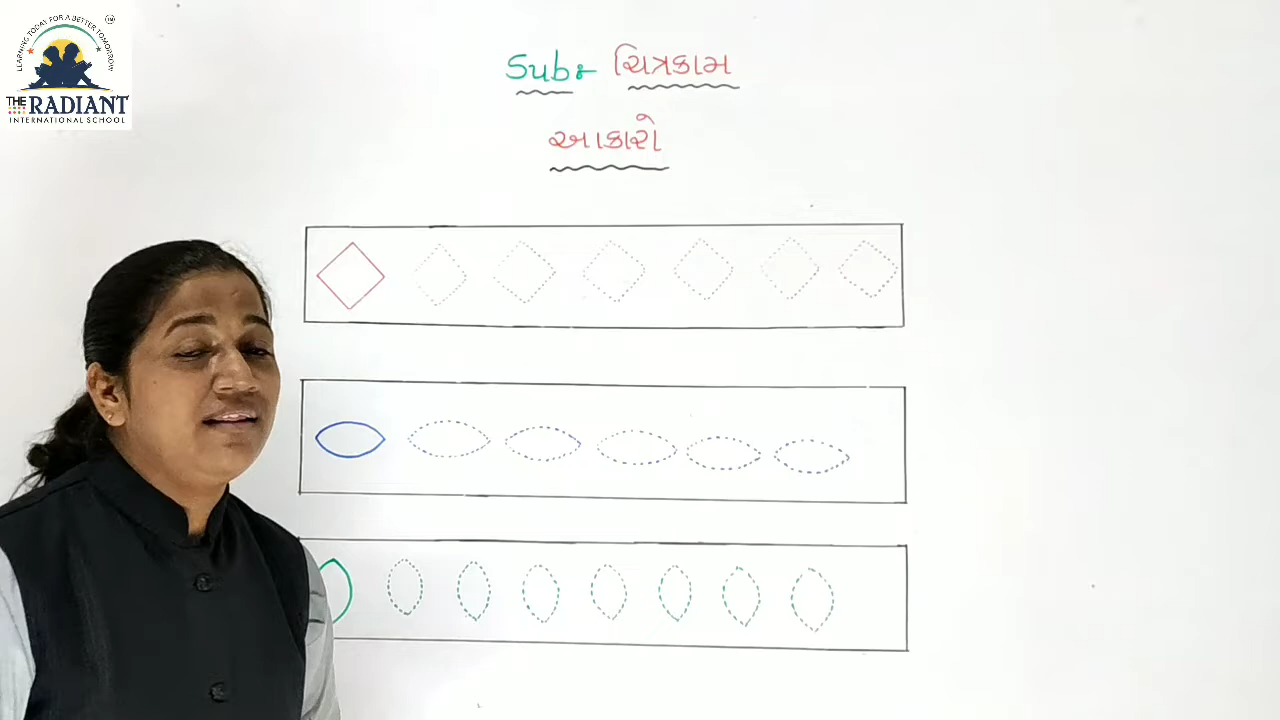 LEARNING TODAY FOR A BETTER TOMORROW
THE RADIANT
INTERNATIONAL SCHOOL
Sub:- ચિત્રકામ
આકારો